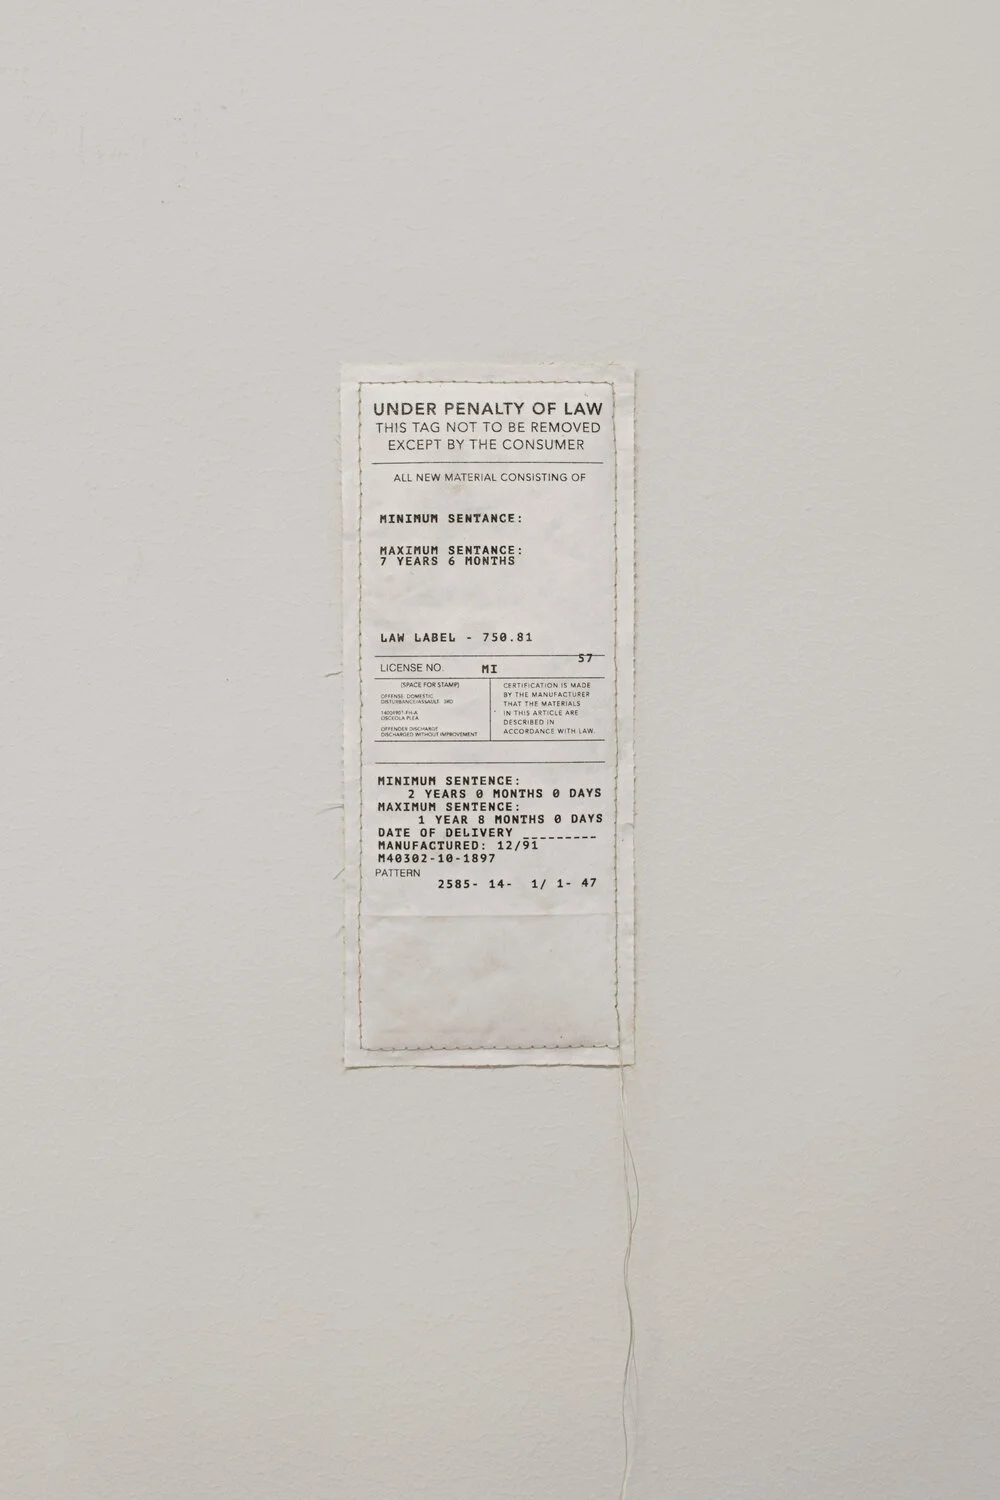 UNDER PENALTY OF LAW
THIS TAG NOT TO BE REMOVED
EXCEPT BY THE CONSUMER
ALL NEW MATERIAL CONSISTING OF
MINIMUM SENTANCE:
MAXIMUM SENTANCE:
7 YEARS 6 MONTHS
LAW LABEL - 750.81
57
LICENSE NO. MI
(SPACE FOR STAMP)
OFFENSE: DOMESTIC
DISTURBANCE/ASSAULT 3RD
OSCEOLA PLEA
OFFENDER DISCHARGE
DISCHARGED WITHOUT IMPROVEMENT
CERTIFICATION IS MADE
BY THE MANUFACTURER
THAT THE MATERIALS
IN THIS ARTICLE ARE
DESCRIBED IN
ACCORDANCE WITH LAW.
MINIMUM SENTENCE:
2 YEARS 0 MONTHS 0 DAYS
MAXIMUM SENTENCE:
1 YEAR 8 MONTHS 0 DAYS
DATE OF DELIVERY _________
MANUFACTURED: 12/91
M40302-10-1897
PATTERN
2585- 14- 1/ 1- 47